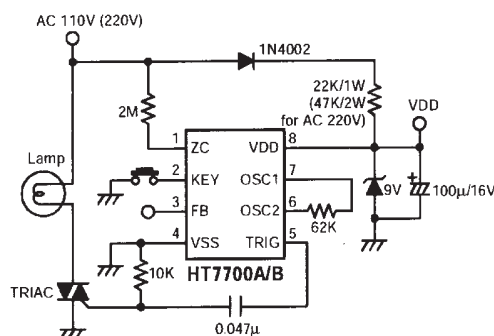 AC 110V (220V)
1N4002
22K/1W
(47K/2W
for AC 220V)
VDD
2M
1
ZC
VDD
8
Lamp
2
KEY
OSC1
7
9V
100μ/16V
+
3
FB
OSC2
6
62K
4
VSS
TRIG
5
10K
HT7700A/B
TRIAC
0.047μ